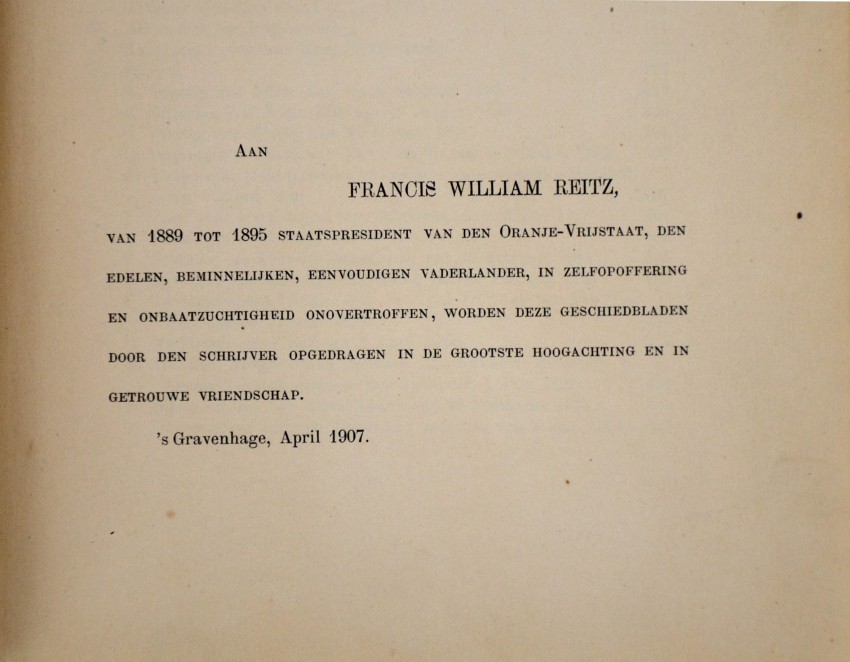 Aan
FRANCIS WILLIAM REITZ,
van 1889 tot 1895 staatspresident van den Oranje-Vrijstaat, den
edelen, beminnelijken, eenvoudigen vaderlander, in zelfopoffering
en onbaatzuchtigheid onovertroffen, worden deze geschiedbladen
door den schrijver opgedragen in de grootste hoogachting en in
getrouwe vriendschap.
's Gravenhage, April 1907.